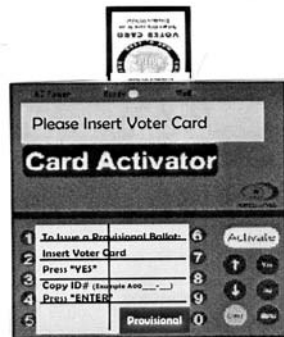 VOTER CARD
AC Power Ready
Please Insert Voter Card
Card Activator
1 To Issue a Provisional Ballot: 6 Activate
2 Insert Voter Card 7
Press "YES" Yes
3 Copy ID# (Example A00___-__) 8
4 Press "ENTER" 9
5 Provisional 0